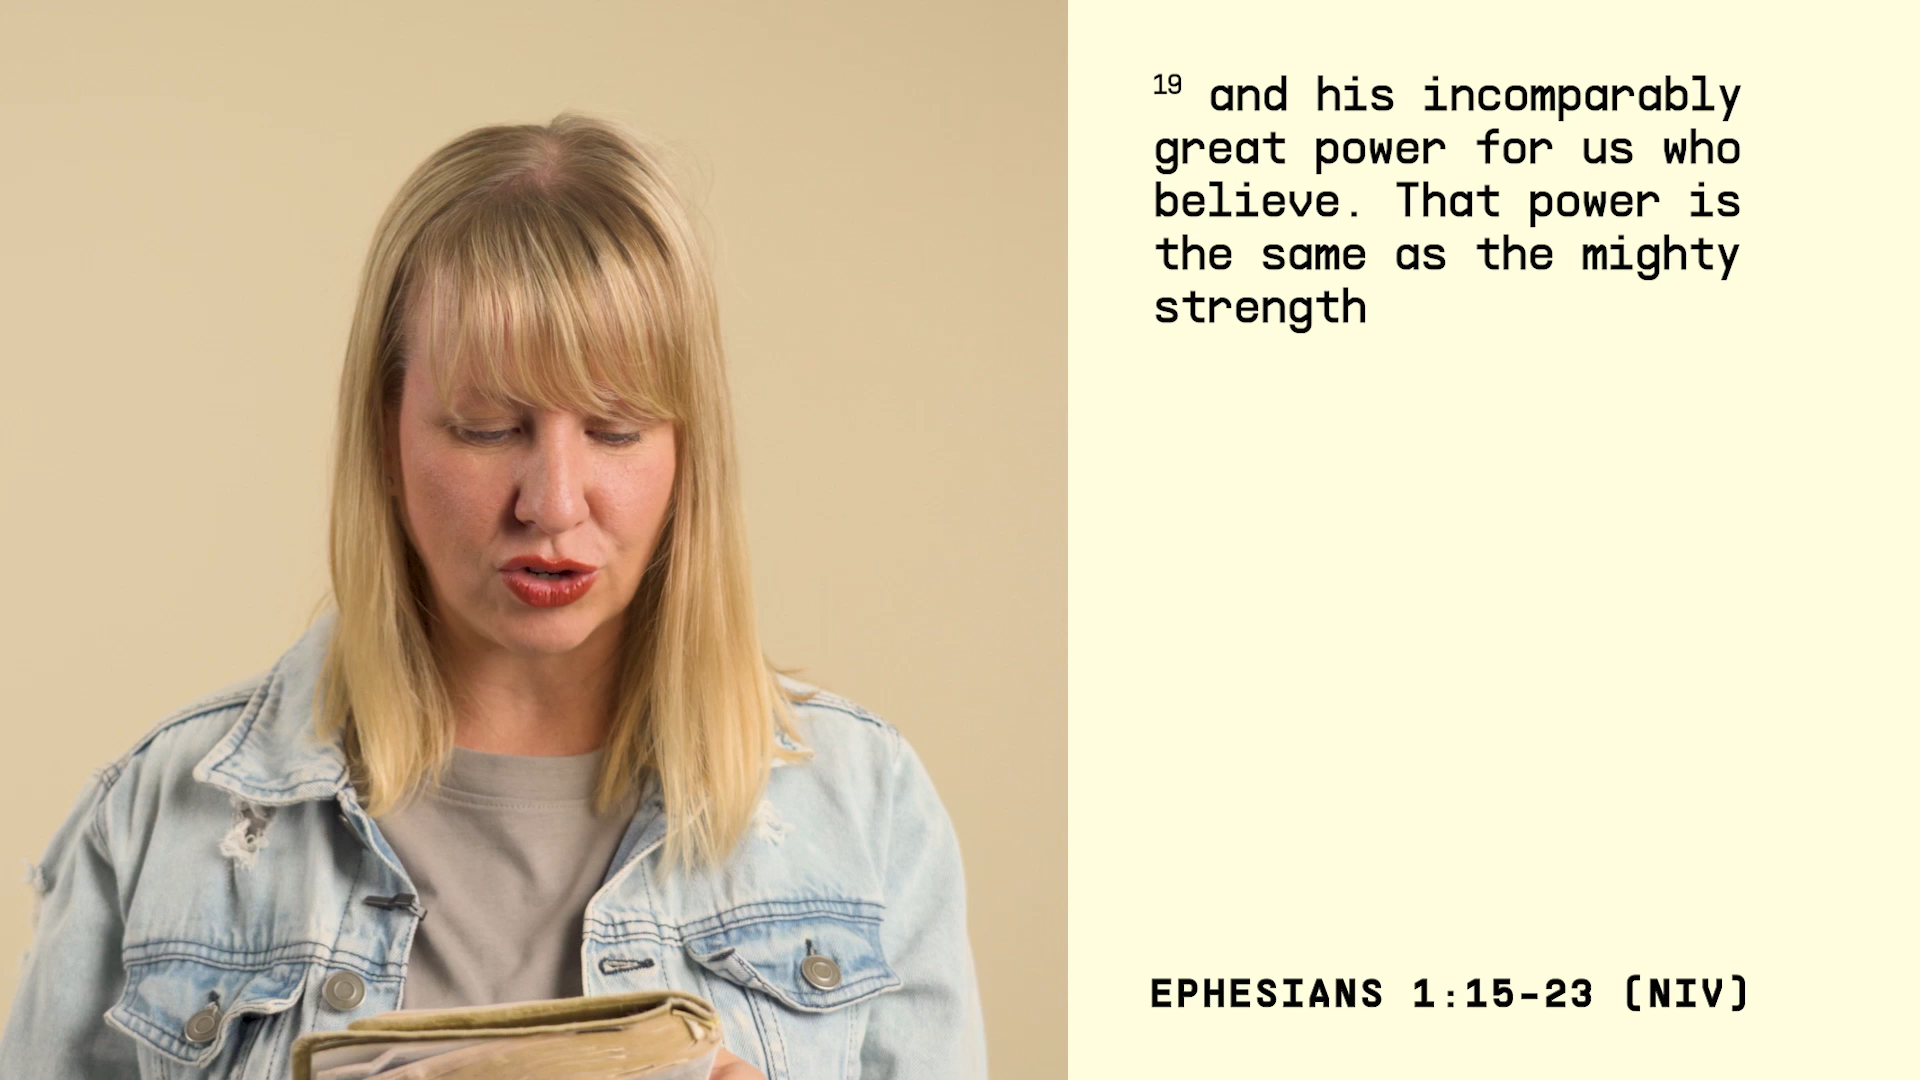 19 and his incomparably
great power for us who
believe. That power is
the same as the mighty
strength
EPHESIANS 1:15-23 (NIV)